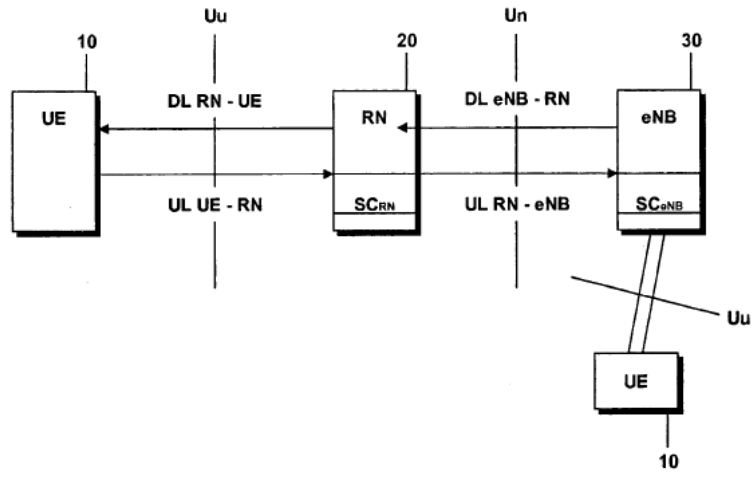 Uu Un
10 20 30
DL RN - UE DL eNB - RN
UE RN eNB
UL UE - RN SCRN UL RN - eNB SCeNB
Uu
UE
10